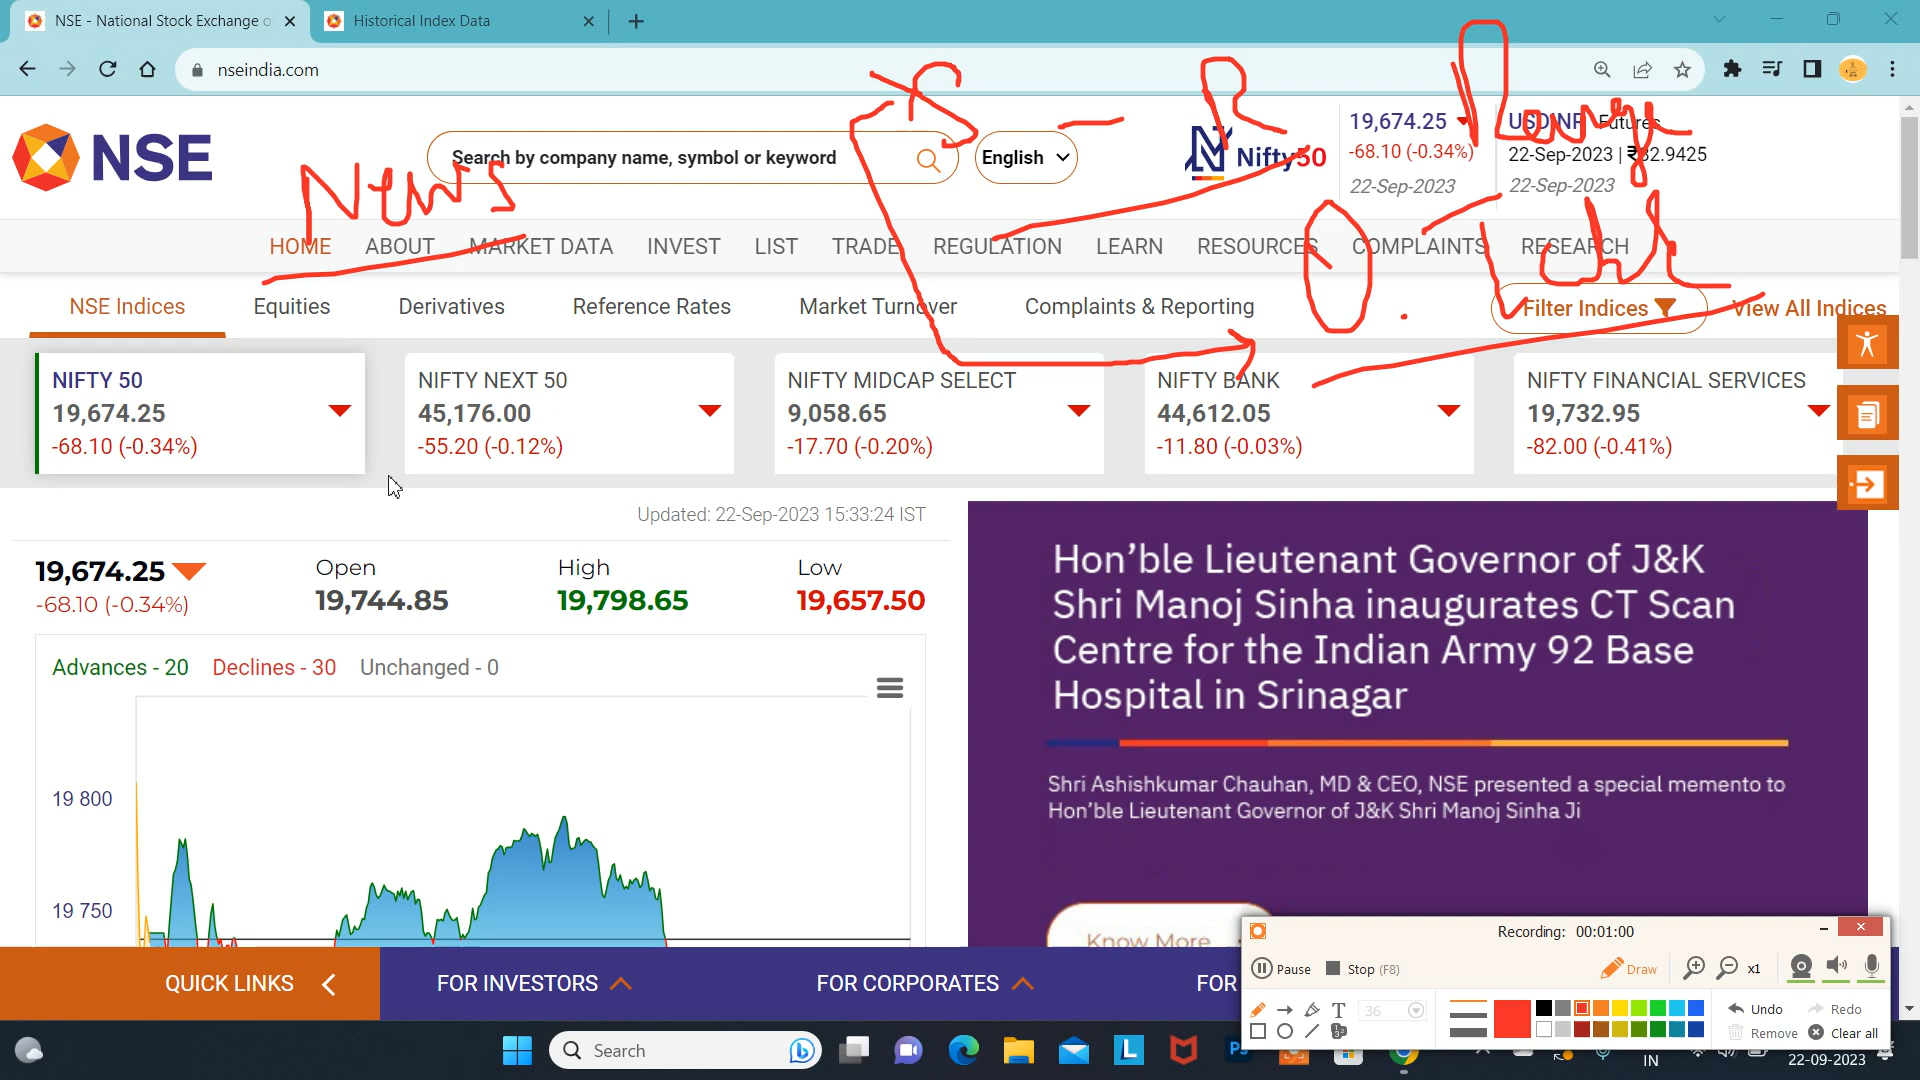 NSE - National Stock Exchange o
Historical Index Data
nseindia.com
NSE
Search by company name, symbol or keyword
English
Nifty50
19,674.25
-68.10 (-0.34%)
22-Sep-2023
USDINR Futures
22-Sep-2023 | ₹82.9425
22-Sep-2023
News
R
Range
HOME ABOUT MARKET DATA INVEST LIST TRADE REGULATION LEARN RESOURCES COMPLAINTS RESEARCH
NSE Indices Equities Derivatives Reference Rates Market Turnover Complaints & Reporting Filter Indices View All Indices
NIFTY 50
19,674.25
-68.10 (-0.34%)
NIFTY NEXT 50
45,176.00
-55.20 (-0.12%)
NIFTY MIDCAP SELECT
9,058.65
-17.70 (-0.20%)
NIFTY BANK
44,612.05
-11.80 (-0.03%)
NIFTY FINANCIAL SERVICES
19,732.95
-82.00 (-0.41%)
Updated: 22-Sep-2023 15:33:24 IST
19,674.25
-68.10 (-0.34%)
Open
19,744.85
High
19,798.65
Low
19,657.50
Advances - 20 Declines - 30 Unchanged - 0
19 800
19 750
Hon’ble Lieutenant Governor of J&K
Shri Manoj Sinha inaugurates CT Scan
Centre for the Indian Army 92 Base
Hospital in Srinagar
Shri Ashishkumar Chauhan, MD & CEO, NSE presented a special memento to
Hon’ble Lieutenant Governor of J&K Shri Manoj Sinha Ji
Know More
QUICK LINKS FOR INVESTORS FOR CORPORATES FOR
Recording: 00:01:00
Pause Stop (F8) Draw x1
T 36 Undo Redo
Remove Clear all
Search
L
Ps
IN
22-09-2023